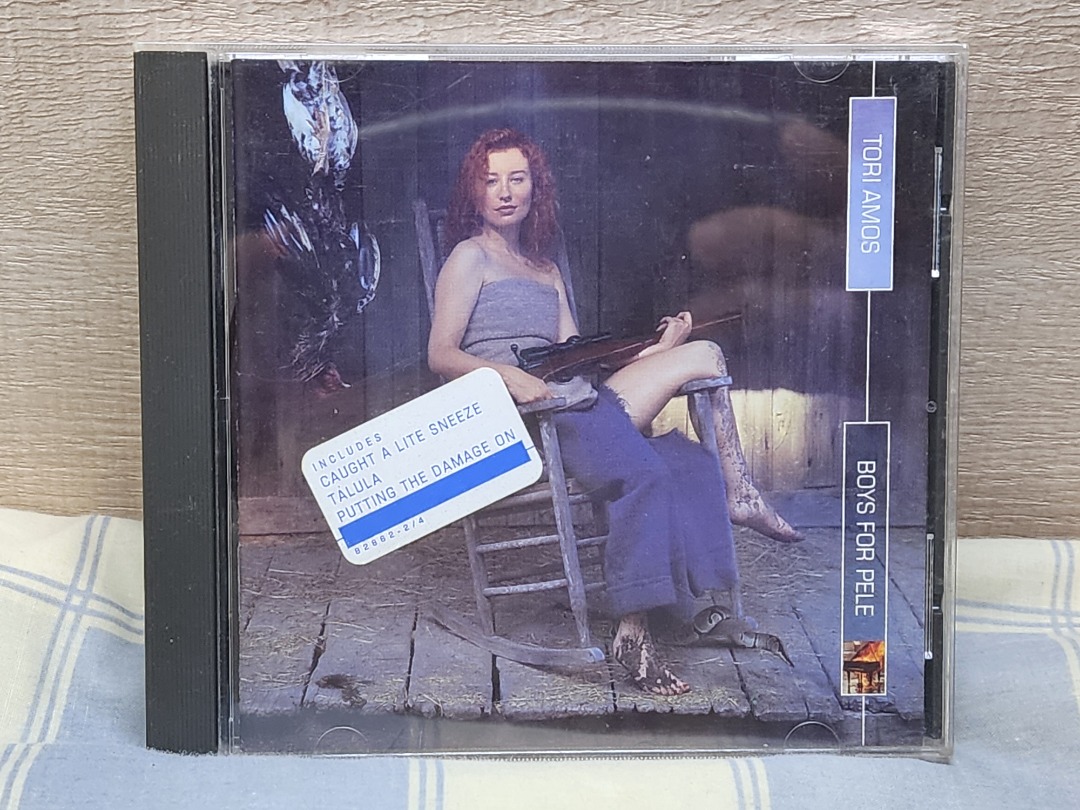 TORI AMOS
BOYS FOR PELE
INCLUDES
CAUGHT A LITE SNEEZE
TALULA
PUTTING THE DAMAGE ON
82862-2/4